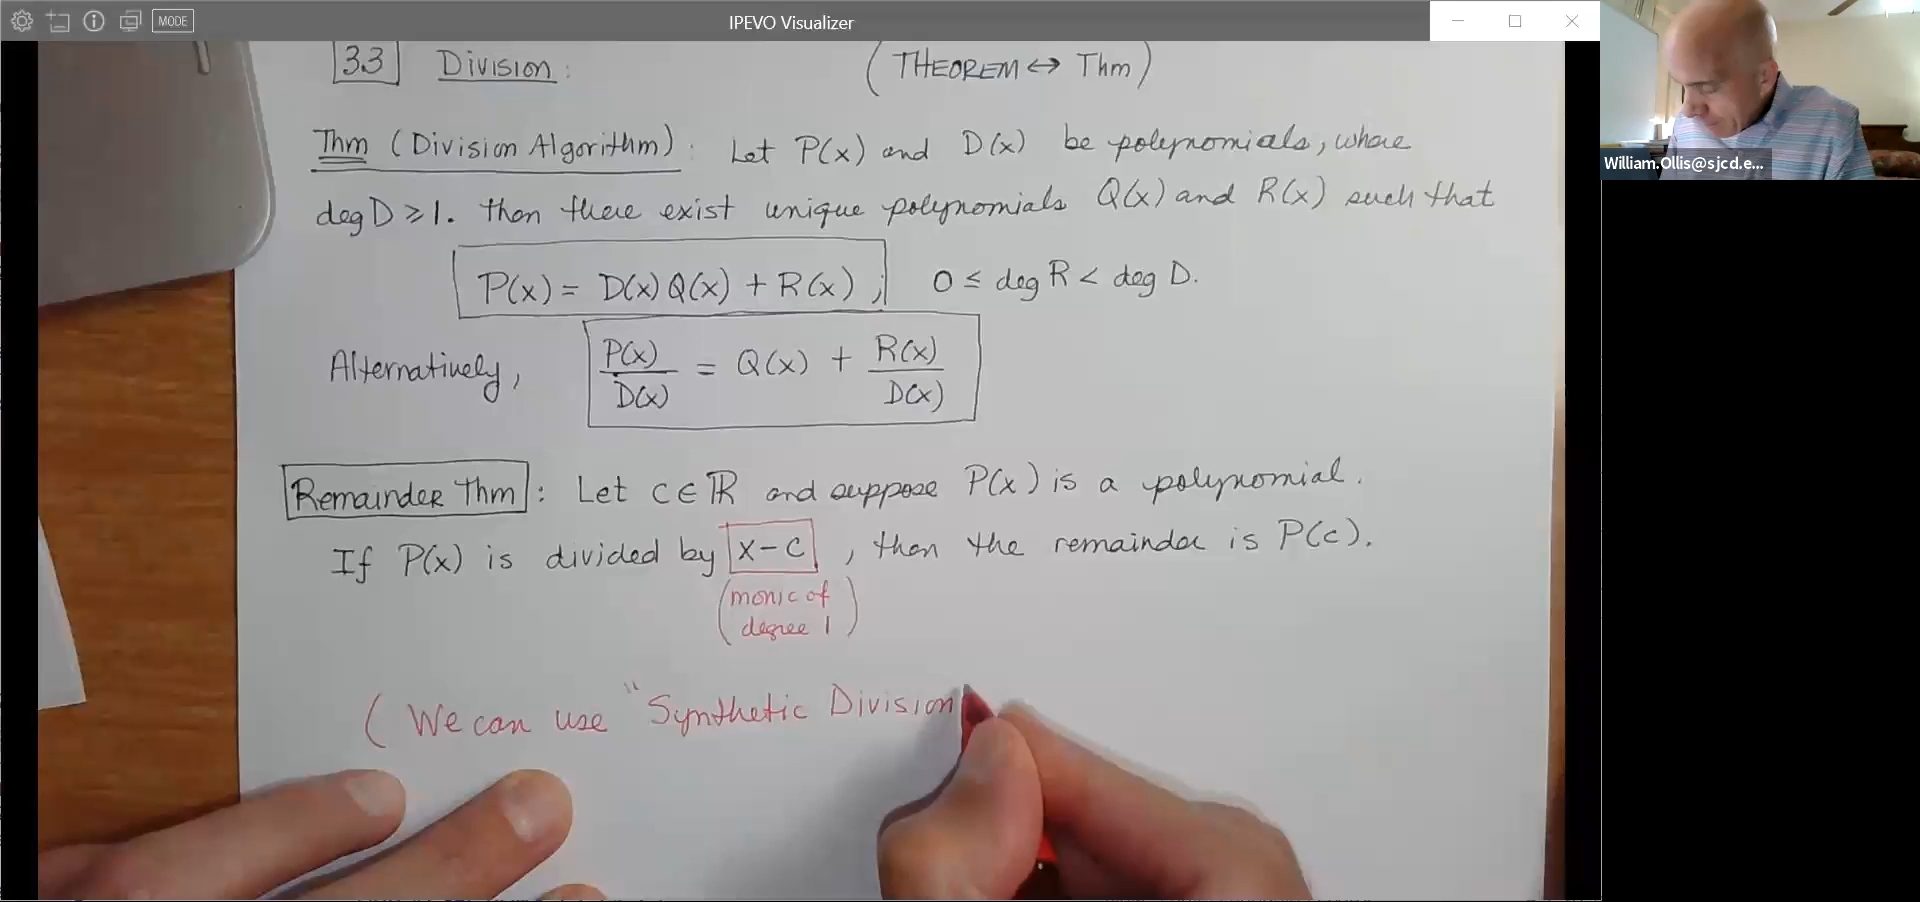 MODE
IPEVO Visualizer
3.3 Division : (THEOREM ↔ Thm)
Thm (Division Algorithm) : Let P(x) and D(x) be polynomials, where
deg D ≥ 1. Then there exist unique polynomials Q(x) and R(x) such that
P(x) = D(x) Q(x) + R(x) ; 0 ≤ deg R < deg D.
Alternatively, P(x)/D(x) = Q(x) + R(x)/D(x)
Remainder Thm : Let c ∈ ℝ and suppose P(x) is a polynomial.
If P(x) is divided by x - c , then the remainder is P(c).
(monic of
degree 1)
( We can use "Synthetic Division
William.Ollis@sjcd.e...